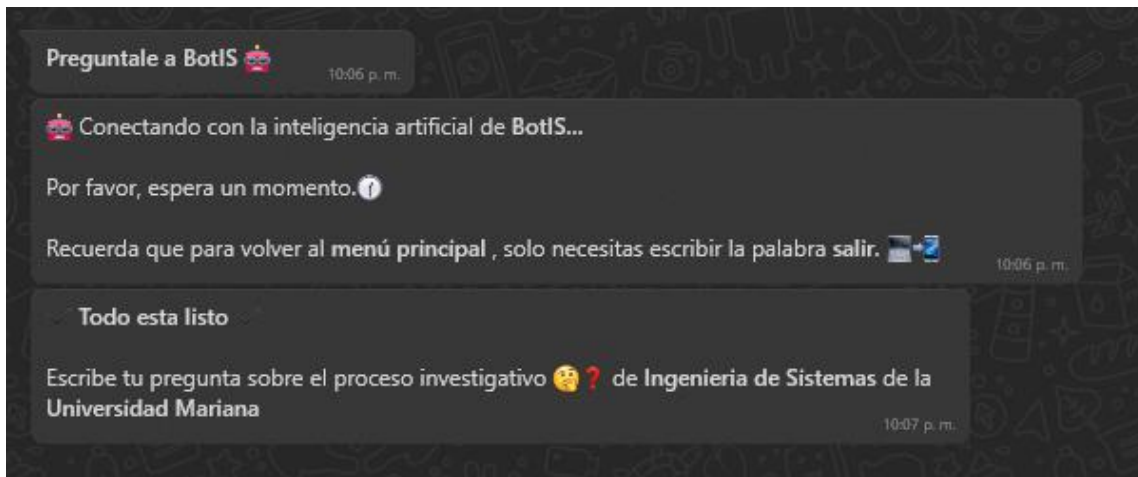 Preguntale a BotIS 🤖
10:06 p. m.
🤖 Conectando con la inteligencia artificial de BotIS...
Por favor, espera un momento.🕜
Recuerda que para volver al menú principal , solo necesitas escribir la palabra salir. 💻📲
10:06 p. m.
✔️ Todo esta listo ✔️
Escribe tu pregunta sobre el proceso investigativo 🤔❓ de Ingenieria de Sistemas de la
Universidad Mariana
10:07 p. m.